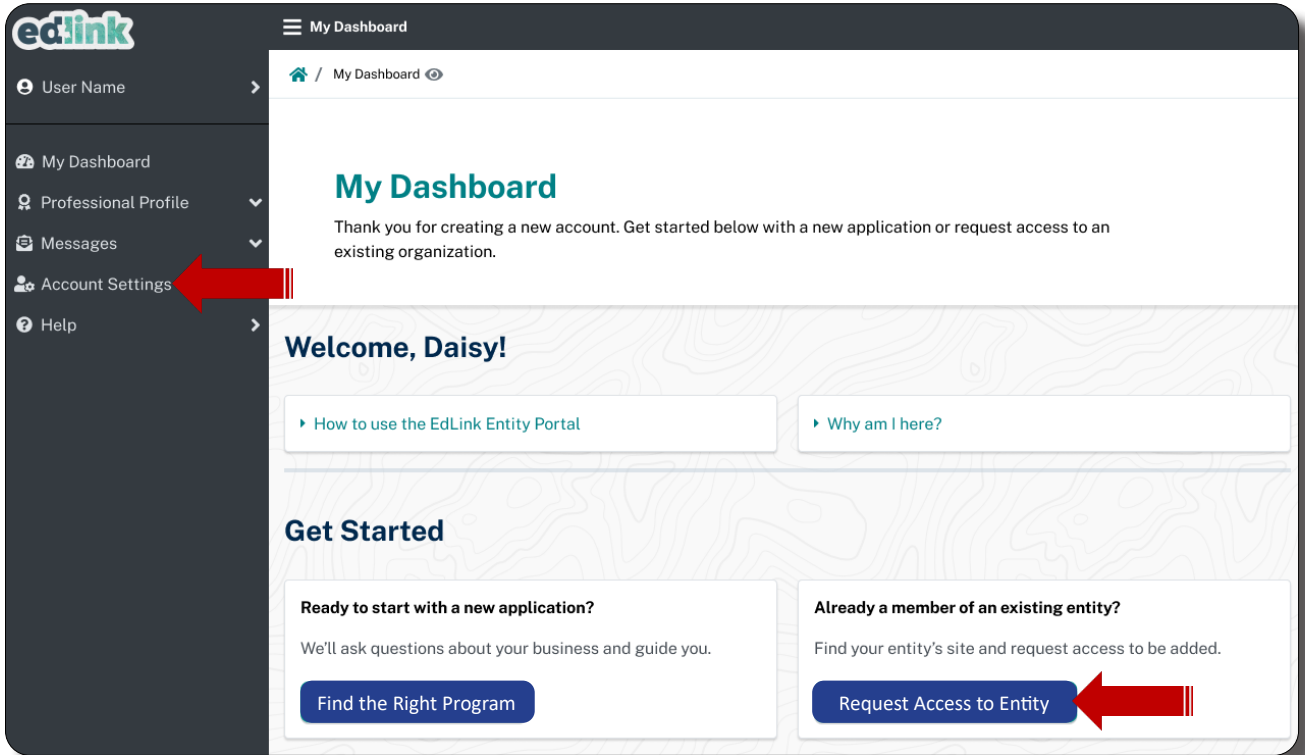 edlink
My Dashboard
User Name
/ My Dashboard
My Dashboard
Professional Profile
Messages
Account Settings
Help
My Dashboard
Thank you for creating a new account. Get started below with a new application or request access to an
existing organization.
Welcome, Daisy!
How to use the EdLink Entity Portal
Why am I here?
Get Started
Ready to start with a new application?
We'll ask questions about your business and guide you.
Find the Right Program
Already a member of an existing entity?
Find your entity's site and request access to be added.
Request Access to Entity